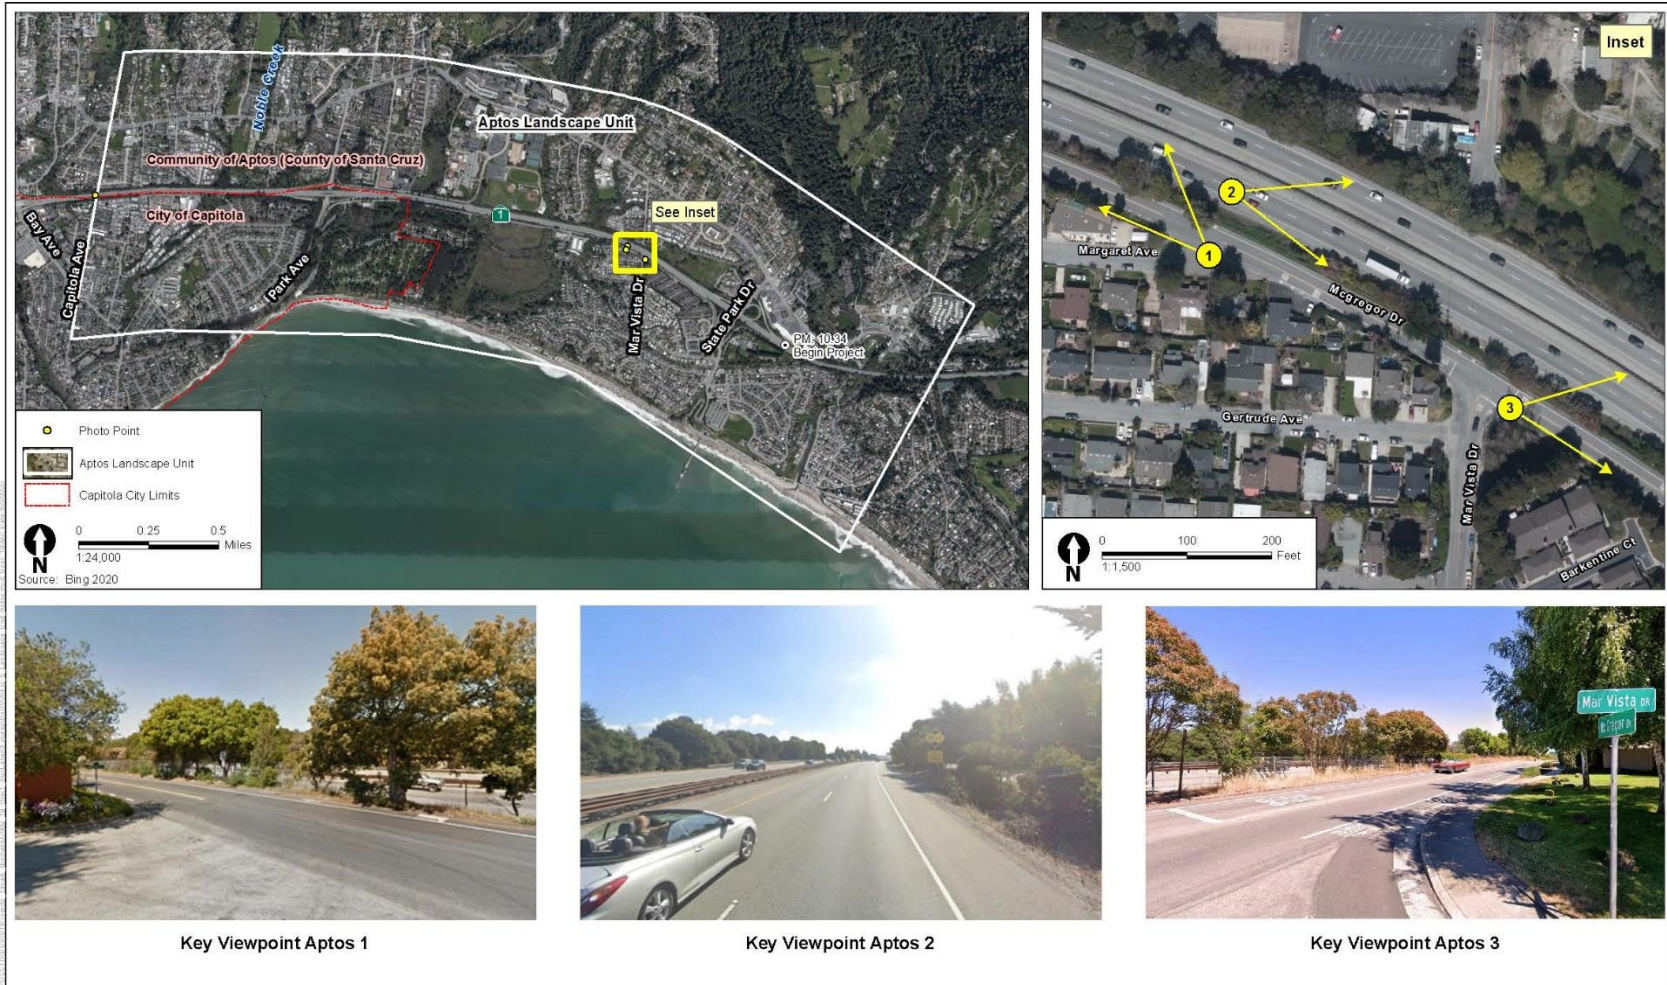 Noble Creek
Aptos Landscape Unit
Community of Aptos (County of Santa Cruz)
City of Capitola
1
See Inset
Bay Ave
Capitola Ave
Park Ave
Mar Vista Dr
State Park Dr
PM: 10.34
Begin Project
Photo Point
Aptos Landscape Unit
Capitola City Limits
N
0 0.25 0.5
Miles
1:24,000
Source: Bing 2020
Inset
1
2
3
Margaret Ave
Mcgregor Dr
Gertrude Ave
Mar Vista Dr
Barkentine Ct
N
0 100 200
Feet
1:1,500
Mar Vista DR
Key Viewpoint Aptos 1
Key Viewpoint Aptos 2
Key Viewpoint Aptos 3